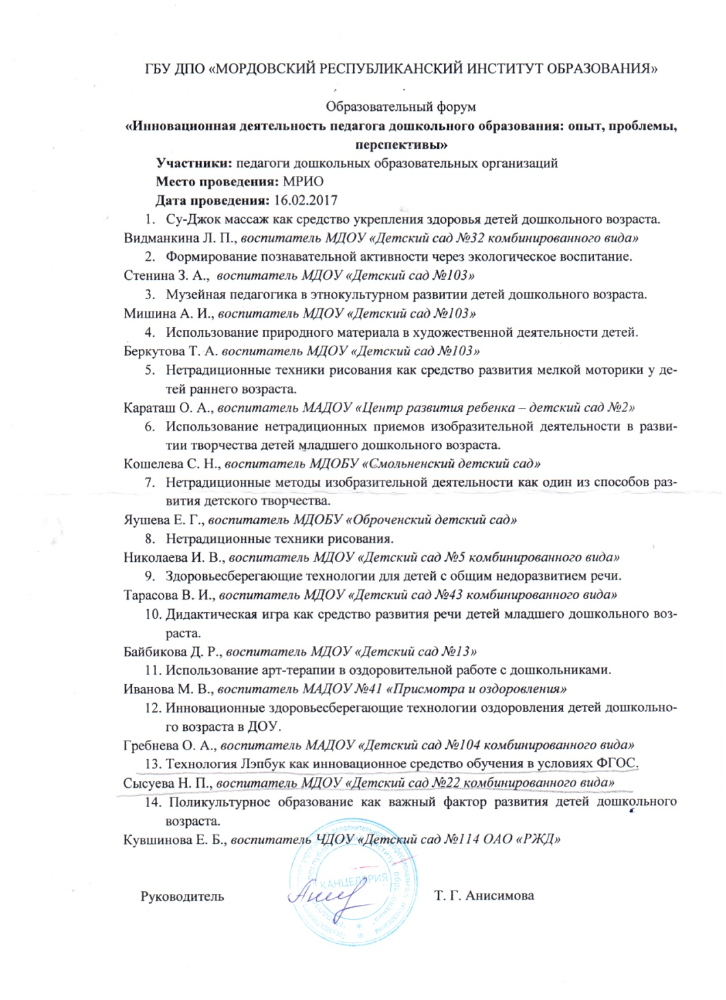 ГБУ ДПО «МОРДОВСКИЙ РЕСПУБЛИКАНСКИЙ ИНСТИТУТ ОБРАЗОВАНИЯ»
Образовательный форум
«Инновационная деятельность педагога дошкольного образования: опыт, проблемы,
перспективы»
Участники: педагоги дошкольных образовательных организаций
Место проведения: МРИО
Дата проведения: 16.02.2017
1. Су-Джок массаж как средство укрепления здоровья детей дошкольного возраста.
Видманкина Л. П., воспитатель МДОУ «Детский сад №32 комбинированного вида»
2. Формирование познавательной активности через экологическое воспитание.
Стенина З. А., воспитатель МДОУ «Детский сад №103»
3. Музейная педагогика в этнокультурном развитии детей дошкольного возраста.
Мишина А. И., воспитатель МДОУ «Детский сад №103»
4. Использование природного материала в художественной деятельности детей.
Беркутова Т. А. воспитатель МДОУ «Детский сад №103»
5. Нетрадиционные техники рисования как средство развития мелкой моторики у де-
тей раннего возраста.
Караташ О. А., воспитатель МАДОУ «Центр развития ребенка – детский сад №2»
6. Использование нетрадиционных приемов изобразительной деятельности в разви-
тии творчества детей младшего дошкольного возраста.
Кошелева С. Н., воспитатель МДОБУ «Смольненский детский сад»
7. Нетрадиционные методы изобразительной деятельности как один из способов раз-
вития детского творчества.
Яушева Е. Г., воспитатель МДОБУ «Оброченский детский сад»
8. Нетрадиционные техники рисования.
Николаева И. В., воспитатель МДОУ «Детский сад №5 комбинированного вида»
9. Здоровьесберегающие технологии для детей с общим недоразвитием речи.
Тарасова В. И., воспитатель МДОУ «Детский сад №43 комбинированного вида»
10. Дидактическая игра как средство развития речи детей младшего дошкольного воз-
раста.
Байбикова Д. Р., воспитатель МДОУ «Детский сад №13»
11. Использование арт-терапии в оздоровительной работе с дошкольниками.
Иванова М. В., воспитатель МАДОУ №41 «Присмотра и оздоровления»
12. Инновационные здоровьесберегающие технологии оздоровления детей дошкольно-
го возраста в ДОУ.
Гребнева О. А., воспитатель МАДОУ «Детский сад №104 комбинированного вида»
13. Технология Лэпбук как инновационное средство обучения в условиях ФГОС.
Сысуева Н. П., воспитатель МДОУ «Детский сад №22 комбинированного вида»
14. Поликультурное образование как важный фактор развития детей дошкольного
возраста.
Кувшинова Е. Б., воспитатель ЧДОУ «Детский сад №114 ОАО «РЖД»
КАНЦЕЛЯРИЯ
Руководитель Т. Г. Анисимова